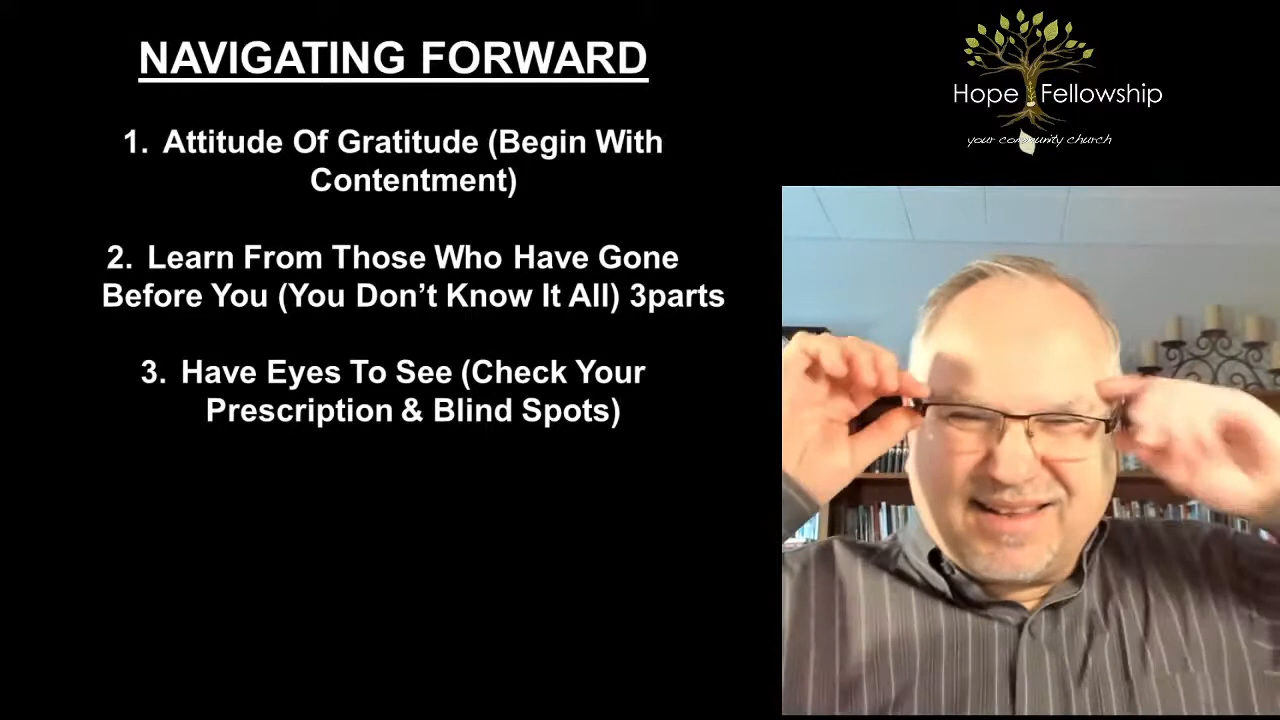 NAVIGATING FORWARD
1. Attitude Of Gratitude (Begin With
Contentment)
2. Learn From Those Who Have Gone
Before You (You Don’t Know It All) 3parts
3. Have Eyes To See (Check Your
Prescription & Blind Spots)
Hope Fellowship
your community church